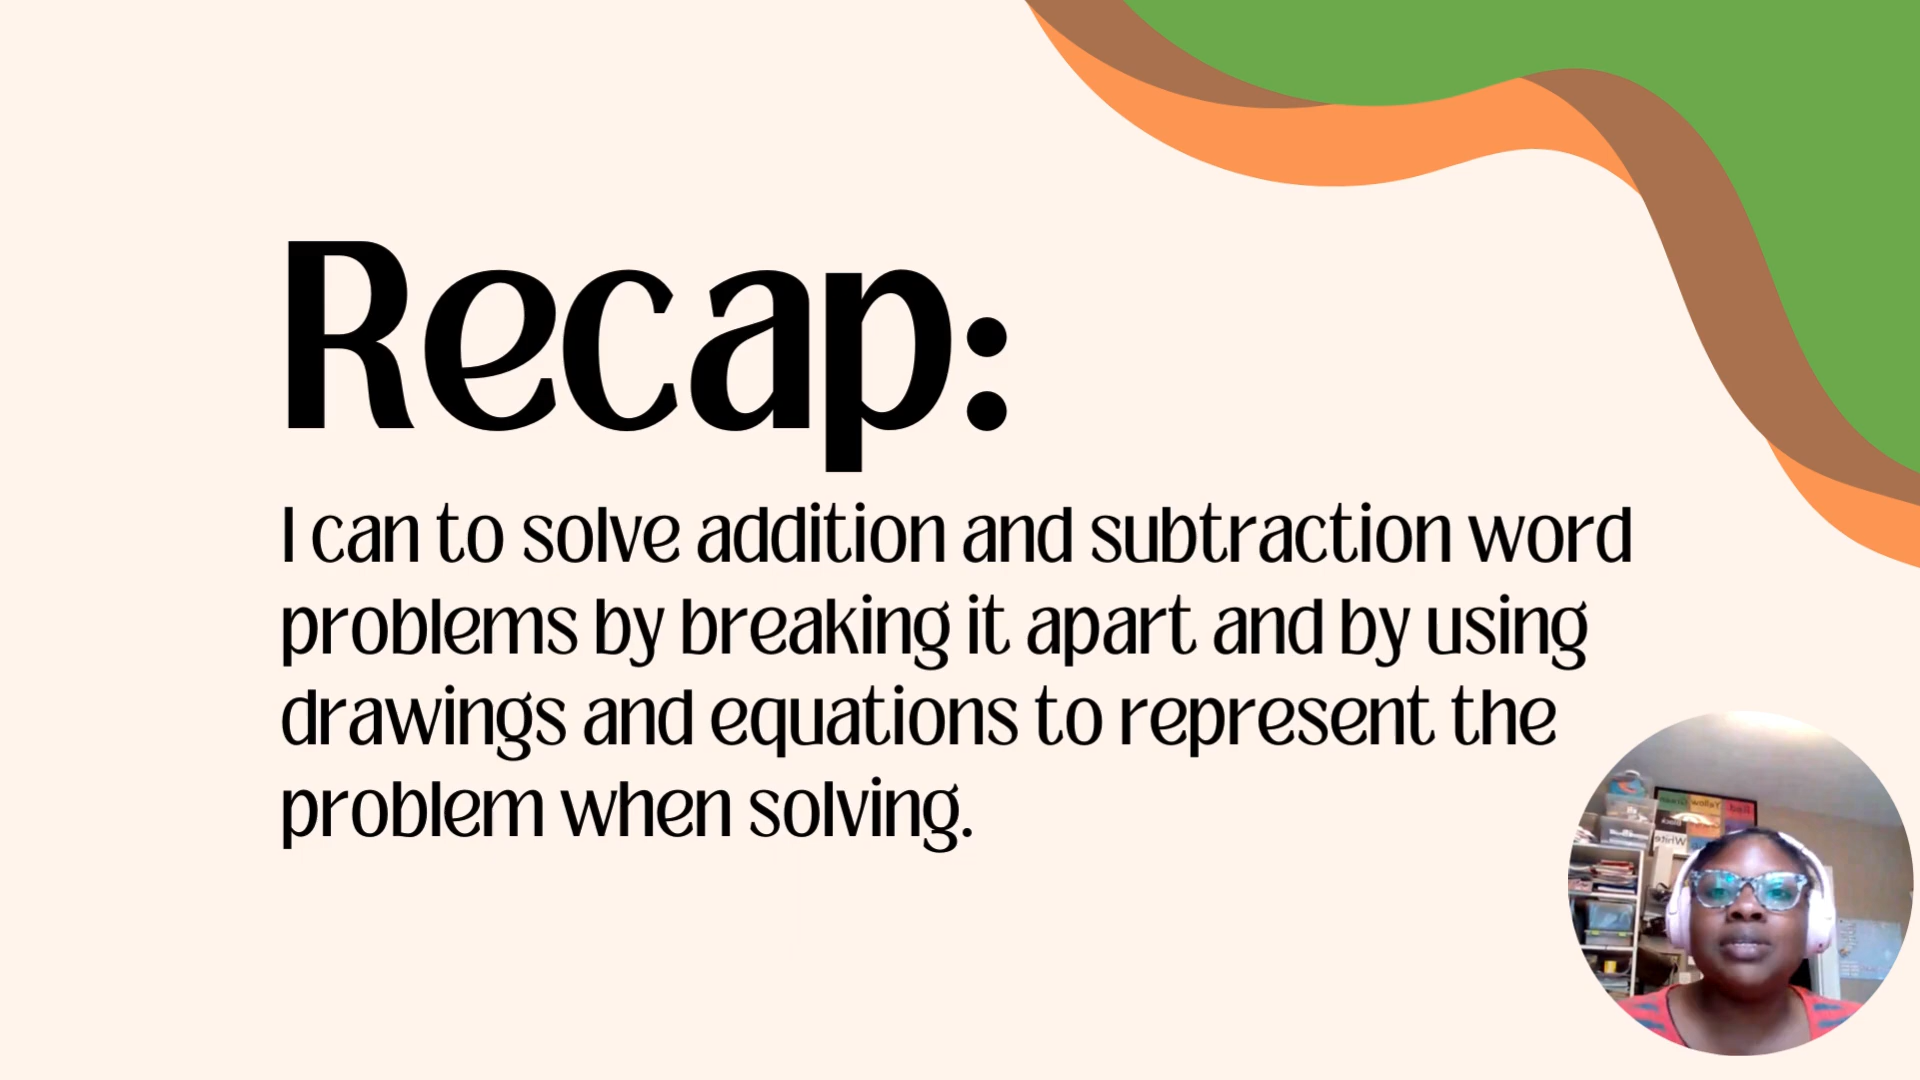 Recap:
I can to solve addition and subtraction word
problems by breaking it apart and by using
drawings and equations to represent the
problem when solving.